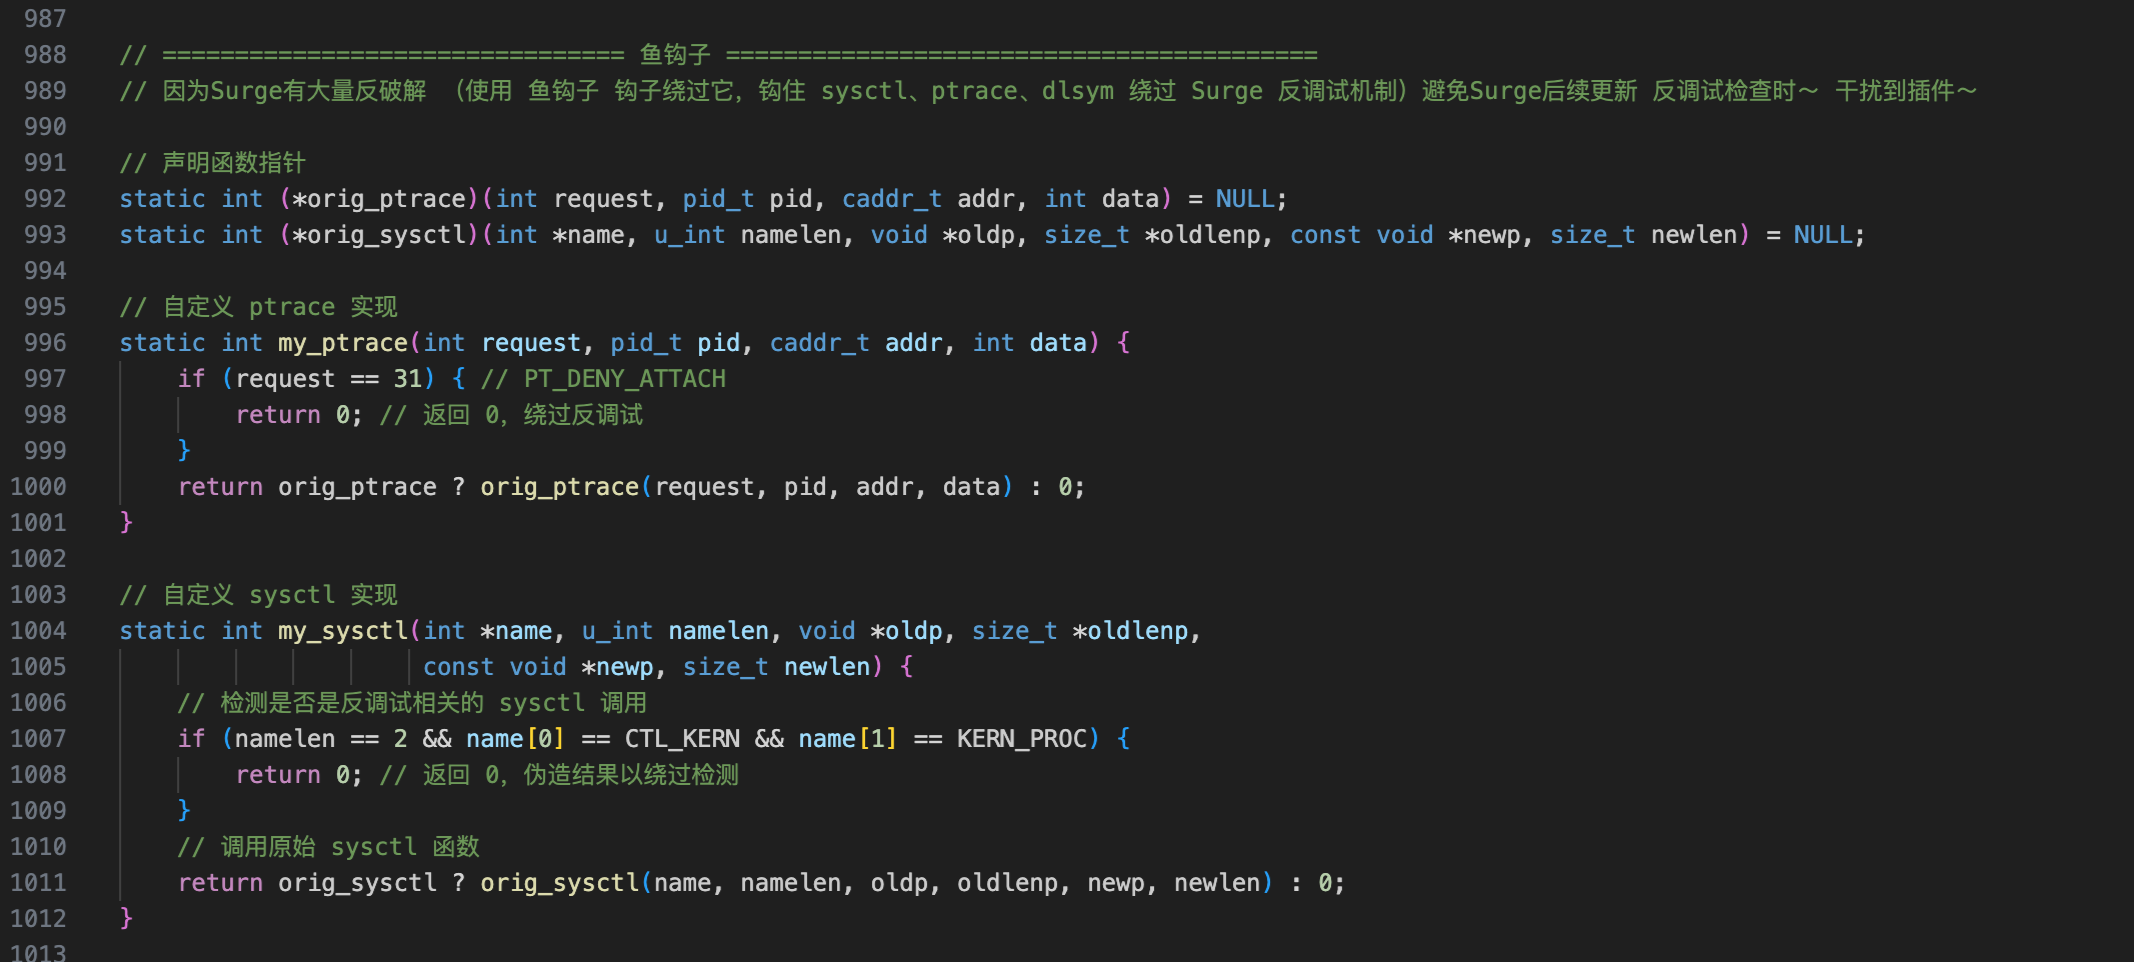 987
988 // ================================== 鱼钩子 =========================================
989 // 因为Surge有大量反破解 （使用 鱼钩子 钩子绕过它，钩住 sysctl、ptrace、dlsym 绕过 Surge 反调试机制）避免Surge后续更新 反调试检查时～ 干扰到插件～
990
991 // 声明函数指针
992 static int (*orig_ptrace)(int request, pid_t pid, caddr_t addr, int data) = NULL;
993 static int (*orig_sysctl)(int *name, u_int namelen, void *oldp, size_t *oldlenp, const void *newp, size_t newlen) = NULL;
994
995 // 自定义 ptrace 实现
996 static int my_ptrace(int request, pid_t pid, caddr_t addr, int data) {
997     if (request == 31) { // PT_DENY_ATTACH
998         return 0; // 返回 0，绕过反调试
999     }
1000     return orig_ptrace ? orig_ptrace(request, pid, addr, data) : 0;
1001 }
1002
1003 // 自定义 sysctl 实现
1004 static int my_sysctl(int *name, u_int namelen, void *oldp, size_t *oldlenp,
1005                      const void *newp, size_t newlen) {
1006     // 检测是否是反调试相关的 sysctl 调用
1007     if (namelen == 2 && name[0] == CTL_KERN && name[1] == KERN_PROC) {
1008         return 0; // 返回 0，伪造结果以绕过检测
1009     }
1010     // 调用原始 sysctl 函数
1011     return orig_sysctl ? orig_sysctl(name, namelen, oldp, oldlenp, newp, newlen) : 0;
1012 }
1013